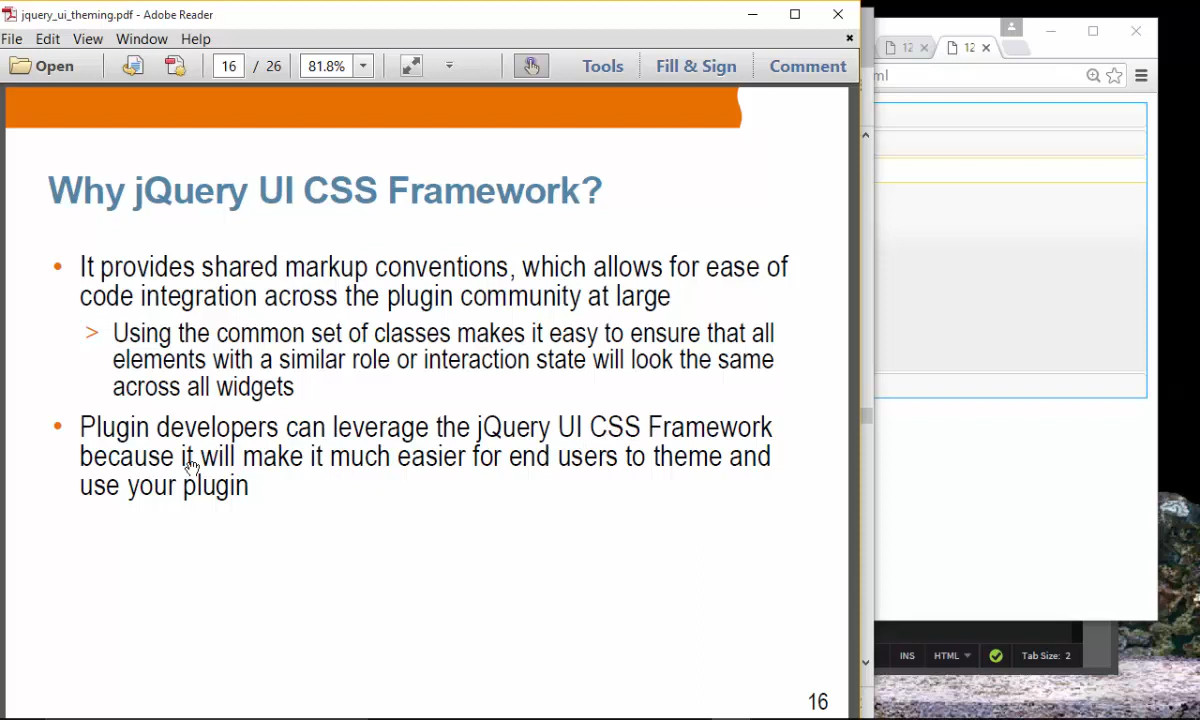 jquery_ui_theming.pdf - Adobe Reader
File Edit View Window Help
Open 16 / 26 81.8% Tools Fill & Sign Comment
Why jQuery UI CSS Framework?
• It provides shared markup conventions, which allows for ease of
code integration across the plugin community at large
> Using the common set of classes makes it easy to ensure that all
elements with a similar role or interaction state will look the same
across all widgets
• Plugin developers can leverage the jQuery UI CSS Framework
because it will make it much easier for end users to theme and
use your plugin
16
12 12
ml
INS HTML Tab Size: 2